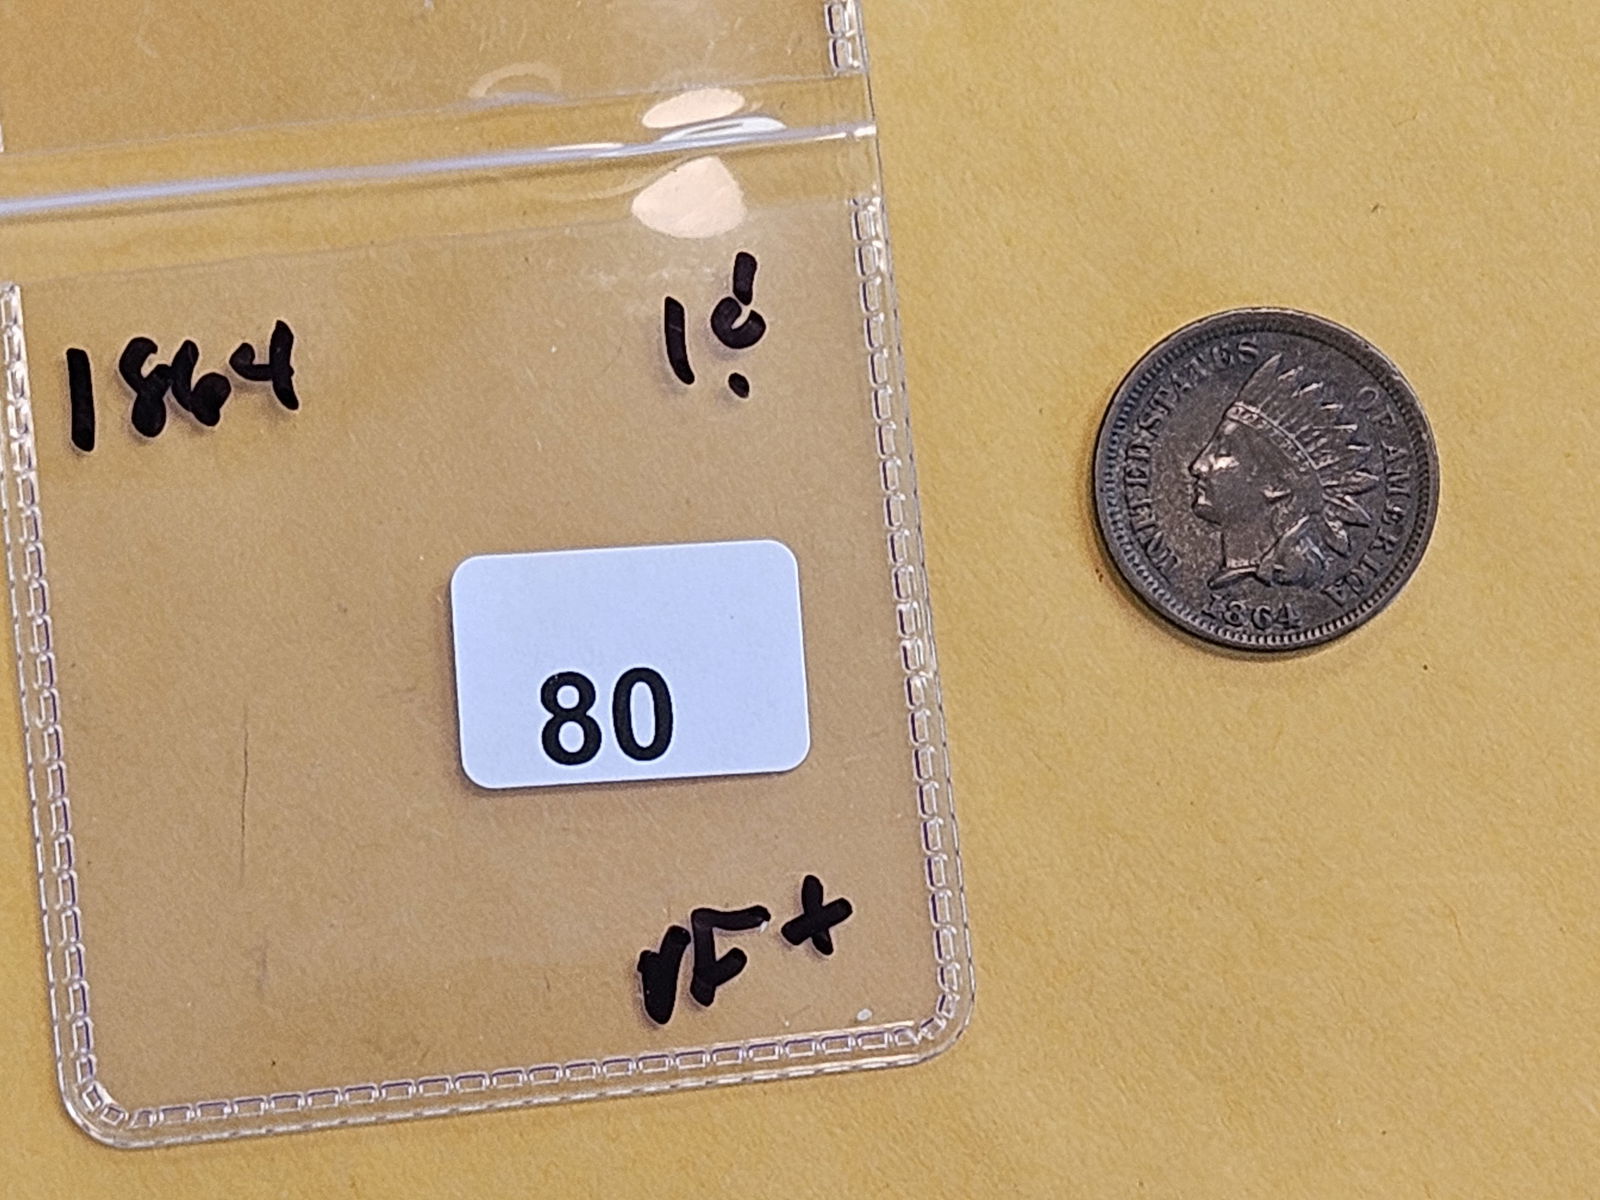 1864
1¢
80
VF+
UNITED STATES OF AMERICA
1864